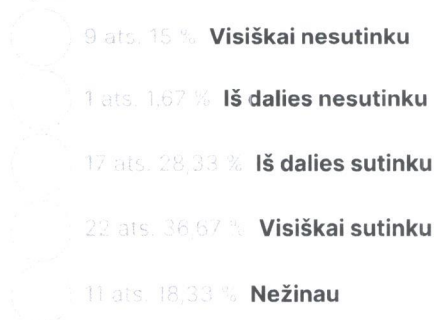 9 ats. 15 % Visiškai nesutinku
1 ats. 1,67 % Iš dalies nesutinku
17 ats. 28,33 % Iš dalies sutinku
22 ats. 36,67 % Visiškai sutinku
11 ats. 18,33 % Nežinau